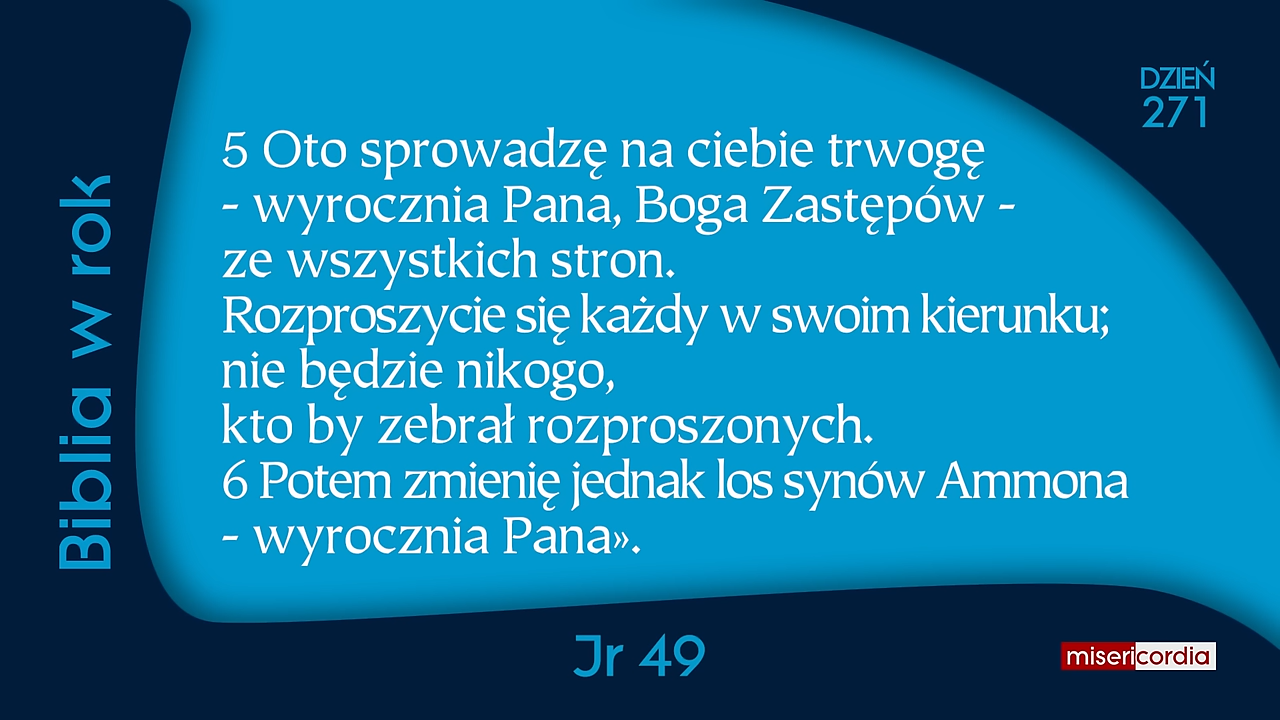 DZIEŃ
271
Biblia w rok
5 Oto sprowadzę na ciebie trwogę
- wyrocznia Pana, Boga Zastępów -
ze wszystkich stron.
Rozproszycie się każdy w swoim kierunku;
nie będzie nikogo,
kto by zebrał rozproszonych.
6 Potem zmienię jednak los synów Ammona
- wyrocznia Pana».
Jr 49
misericordia